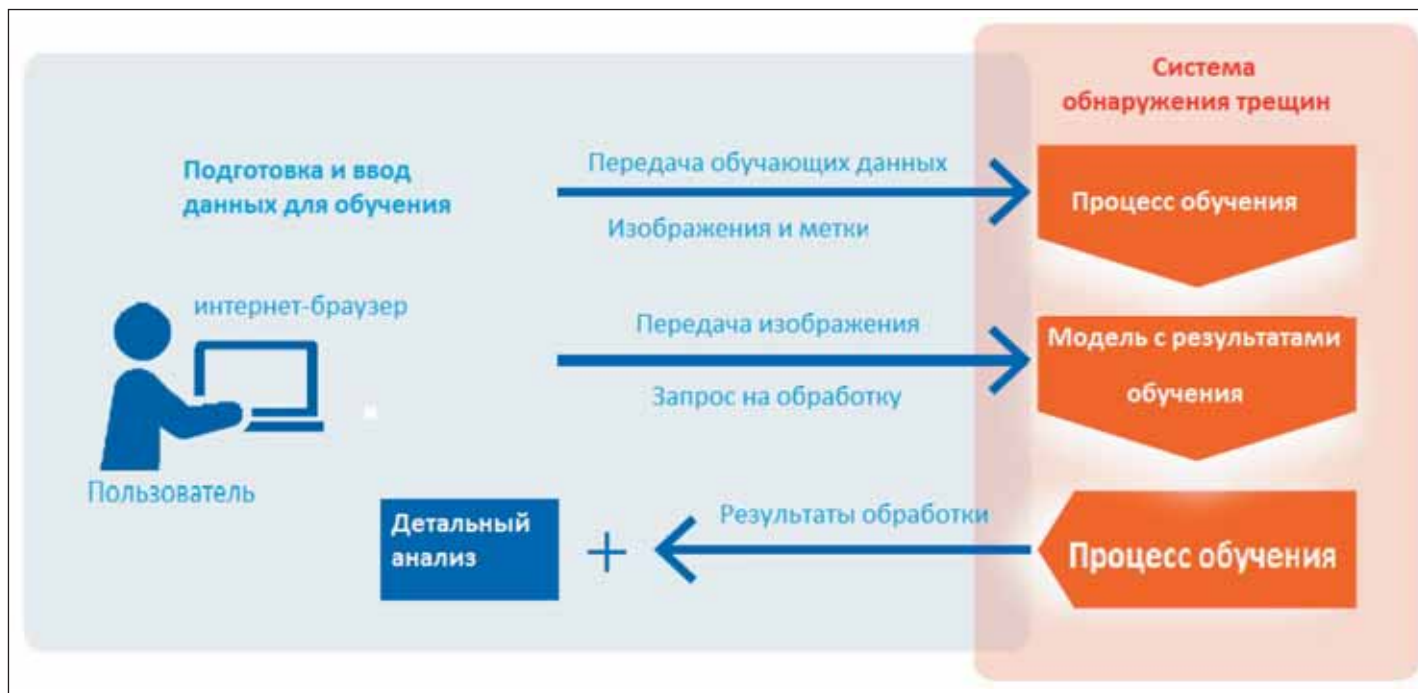 Система
обнаружения трещин
Подготовка и ввод
данных для обучения
Передача обучающих данных
Изображения и метки
Процесс обучения
интернет-браузер
Передача изображения
Запрос на обработку
Модель с результатами
обучения
Пользователь
Детальный
анализ
+
Результаты обработки
Процесс обучения